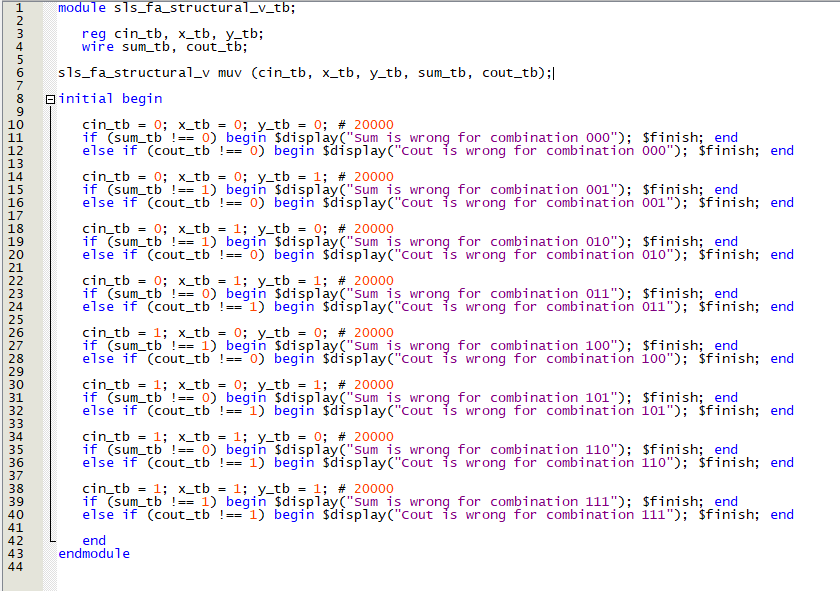 1 module sls_fa_structural_v_tb;
2
3 reg cin_tb, x_tb, y_tb;
4 wire sum_tb, cout_tb;
5
6 sls_fa_structural_v muv (cin_tb, x_tb, y_tb, sum_tb, cout_tb);
7
8 initial begin
9
10 cin_tb = 0; x_tb = 0; y_tb = 0; # 20000
11 if (sum_tb !== 0) begin $display("Sum is wrong for combination 000"); $finish; end
12 else if (cout_tb !== 0) begin $display("Cout is wrong for combination 000"); $finish; end
13
14 cin_tb = 0; x_tb = 0; y_tb = 1; # 20000
15 if (sum_tb !== 1) begin $display("Sum is wrong for combination 001"); $finish; end
16 else if (cout_tb !== 0) begin $display("Cout is wrong for combination 001"); $finish; end
17
18 cin_tb = 0; x_tb = 1; y_tb = 0; # 20000
19 if (sum_tb !== 1) begin $display("Sum is wrong for combination 010"); $finish; end
20 else if (cout_tb !== 0) begin $display("Cout is wrong for combination 010"); $finish; end
21
22 cin_tb = 0; x_tb = 1; y_tb = 1; # 20000
23 if (sum_tb !== 0) begin $display("Sum is wrong for combination 011"); $finish; end
24 else if (cout_tb !== 1) begin $display("Cout is wrong for combination 011"); $finish; end
25
26 cin_tb = 1; x_tb = 0; y_tb = 0; # 20000
27 if (sum_tb !== 1) begin $display("Sum is wrong for combination 100"); $finish; end
28 else if (cout_tb !== 0) begin $display("Cout is wrong for combination 100"); $finish; end
29
30 cin_tb = 1; x_tb = 0; y_tb = 1; # 20000
31 if (sum_tb !== 0) begin $display("Sum is wrong for combination 101"); $finish; end
32 else if (cout_tb !== 1) begin $display("Cout is wrong for combination 101"); $finish; end
33
34 cin_tb = 1; x_tb = 1; y_tb = 0; # 20000
35 if (sum_tb !== 0) begin $display("Sum is wrong for combination 110"); $finish; end
36 else if (cout_tb !== 1) begin $display("Cout is wrong for combination 110"); $finish; end
37
38 cin_tb = 1; x_tb = 1; y_tb = 1; # 20000
39 if (sum_tb !== 1) begin $display("Sum is wrong for combination 111"); $finish; end
40 else if (cout_tb !== 1) begin $display("Cout is wrong for combination 111"); $finish; end
41
42 end
43 endmodule
44